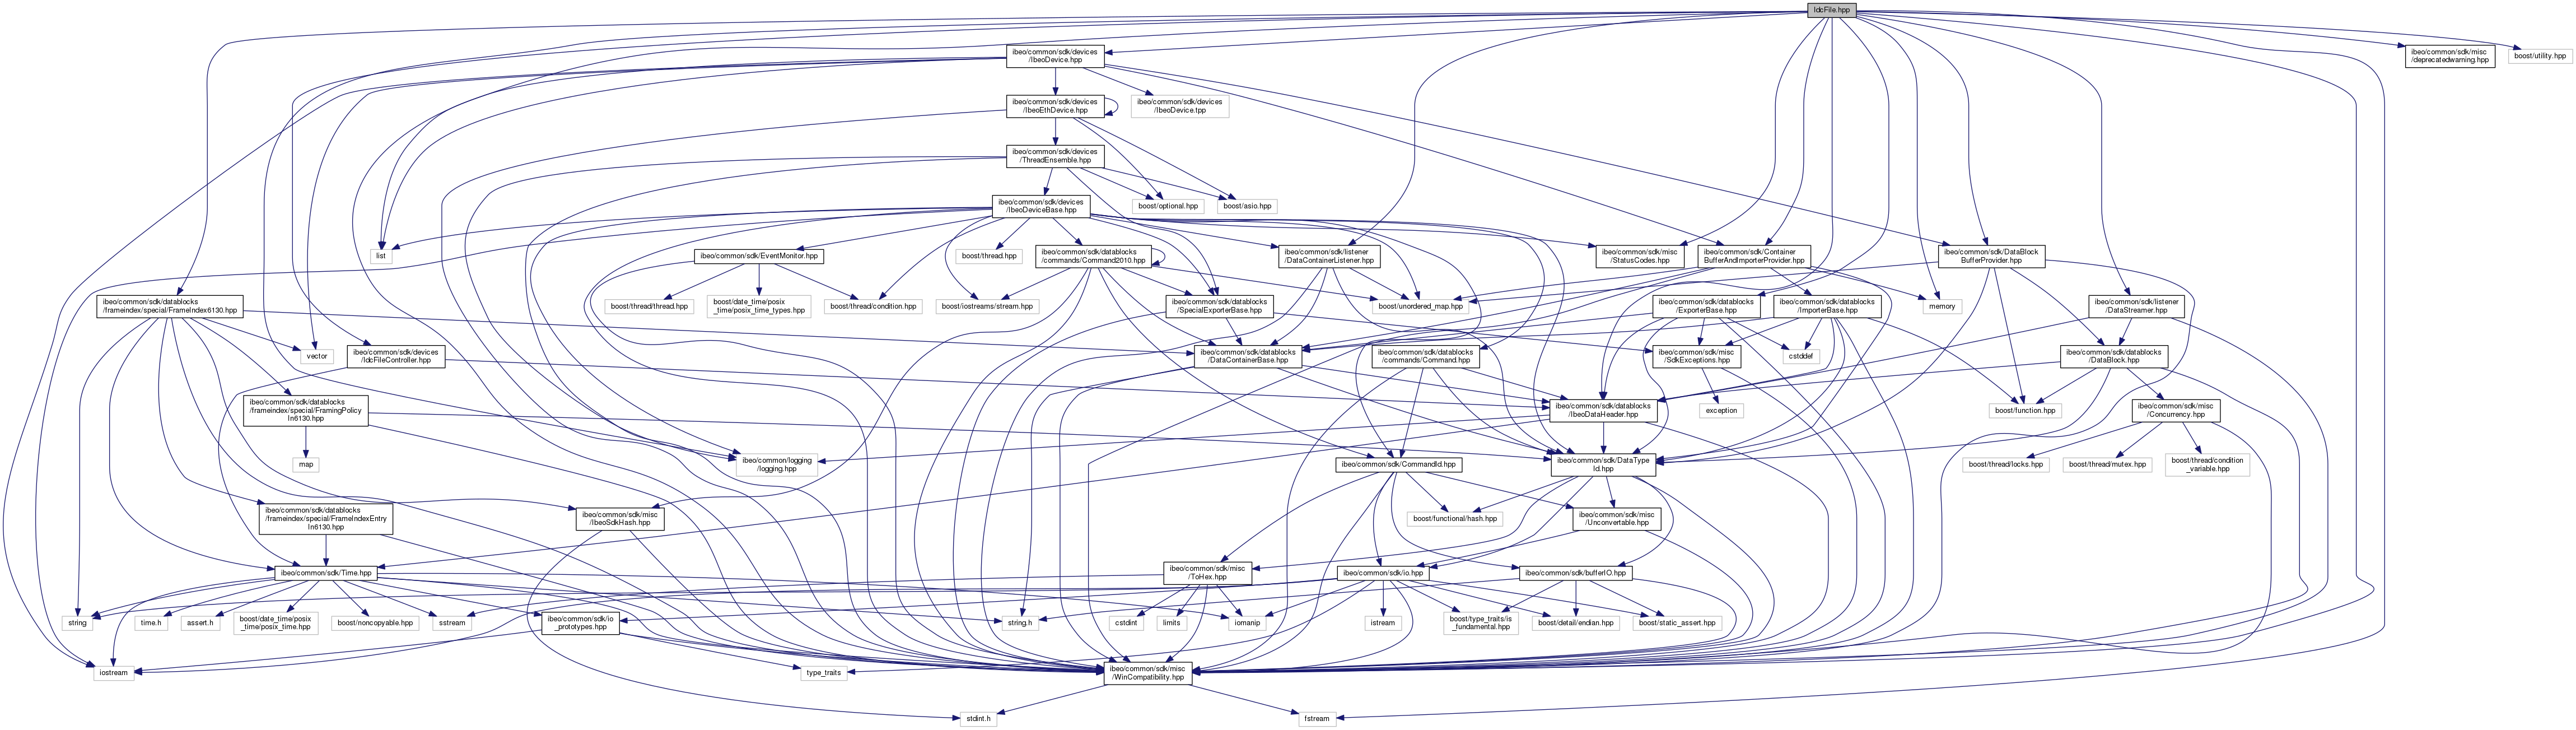 IdcFile.hpp
ibeo/common/sdk/devices
/IbeoDevice.hpp
ibeo/common/sdk/misc
/deprecatedwarning.hpp
boost/utility.hpp
ibeo/common/sdk/devices
/IbeoEthDevice.hpp
ibeo/common/sdk/devices
/IbeoDevice.tpp
ibeo/common/sdk/devices
/ThreadEnsemble.hpp
ibeo/common/sdk/devices
/IbeoDeviceBase.hpp
boost/optional.hpp
boost/asio.hpp
list
ibeo/common/sdk/EventMonitor.hpp
boost/thread.hpp
ibeo/common/sdk/datablocks
/commands/Command2010.hpp
ibeo/common/sdk/listener
/DataContainerListener.hpp
ibeo/common/sdk/misc
/StatusCodes.hpp
ibeo/common/sdk/Container
BufferAndImporterProvider.hpp
ibeo/common/sdk/DataBlock
BufferProvider.hpp
ibeo/common/sdk/datablocks
/frameindex/special/FrameIndex6130.hpp
boost/thread/thread.hpp
boost/date_time/posix
_time/posix_time_types.hpp
boost/thread/condition.hpp
boost/iostreams/stream.hpp
ibeo/common/sdk/datablocks
/SpecialExporterBase.hpp
boost/unordered_map.hpp
ibeo/common/sdk/datablocks
/ExporterBase.hpp
ibeo/common/sdk/datablocks
/ImporterBase.hpp
memory
ibeo/common/sdk/listener
/DataStreamer.hpp
vector
ibeo/common/sdk/devices
/IdcFileController.hpp
ibeo/common/sdk/datablocks
/DataContainerBase.hpp
ibeo/common/sdk/datablocks
/commands/Command.hpp
ibeo/common/sdk/misc
/SdkExceptions.hpp
cstddef
ibeo/common/sdk/datablocks
/DataBlock.hpp
ibeo/common/sdk/datablocks
/frameindex/special/FramingPolicy
In6130.hpp
ibeo/common/sdk/datablocks
/IbeoDataHeader.hpp
exception
boost/function.hpp
ibeo/common/sdk/misc
/Concurrency.hpp
map
ibeo/common/logging
/logging.hpp
ibeo/common/sdk/CommandId.hpp
ibeo/common/sdk/DataType
Id.hpp
boost/thread/locks.hpp
boost/thread/mutex.hpp
boost/thread/condition
_variable.hpp
ibeo/common/sdk/datablocks
/frameindex/special/FrameIndexEntry
In6130.hpp
ibeo/common/sdk/misc
/IbeoSdkHash.hpp
boost/functional/hash.hpp
ibeo/common/sdk/misc
/Unconvertable.hpp
ibeo/common/sdk/Time.hpp
ibeo/common/sdk/misc
/ToHex.hpp
ibeo/common/sdk/io.hpp
ibeo/common/sdk/bufferIO.hpp
string
time.h
assert.h
boost/date_time/posix
_time/posix_time.hpp
boost/noncopyable.hpp
sstream
ibeo/common/sdk/io
_prototypes.hpp
string.h
cstdint
limits
iomanip
istream
boost/type_traits/is
_fundamental.hpp
boost/detail/endian.hpp
boost/static_assert.hpp
iostream
type_traits
ibeo/common/sdk/misc
/WinCompatibility.hpp
stdint.h
fstream